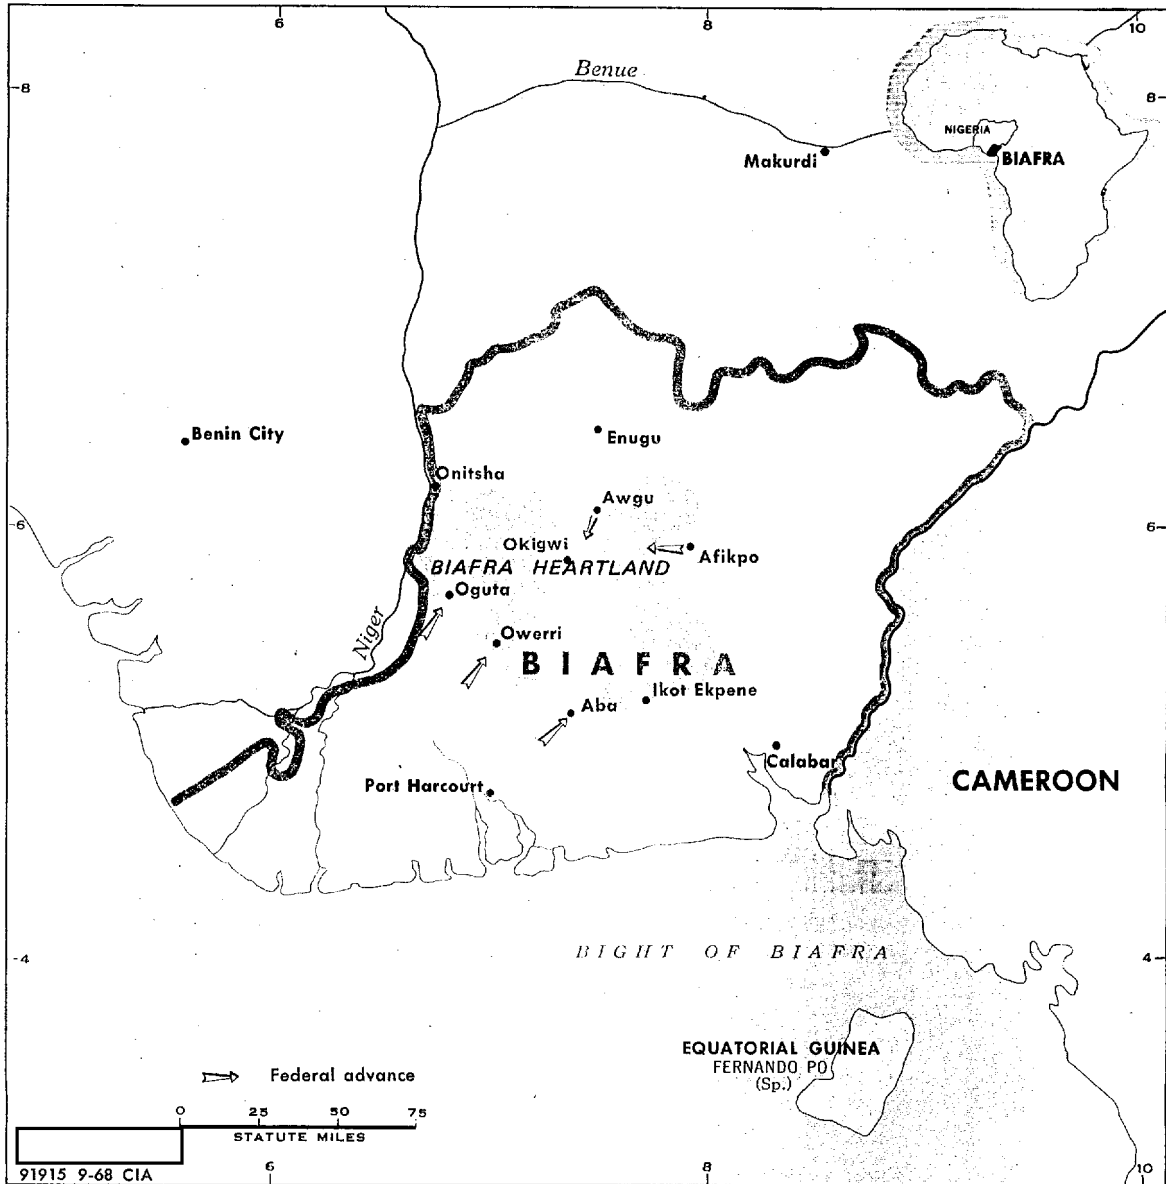 6
8
10
8
8
Benue
Makurdi
NIGERIA
BIAFRA
Benin City
Enugu
Onitsha
Awgu
6
6
Okigwi
Afikpo
BIAFRA HEARTLAND
Oguta
Niger
Owerri
BIAFRA
Ikot Ekpene
Aba
Calabar
Port Harcourt
CAMEROON
BIGHT OF BIAFRA
4
4
EQUATORIAL GUINEA
FERNANDO PO
(Sp.)
Federal advance
0 25 50 75
STATUTE MILES
91915 9-68 CIA
6
8
10